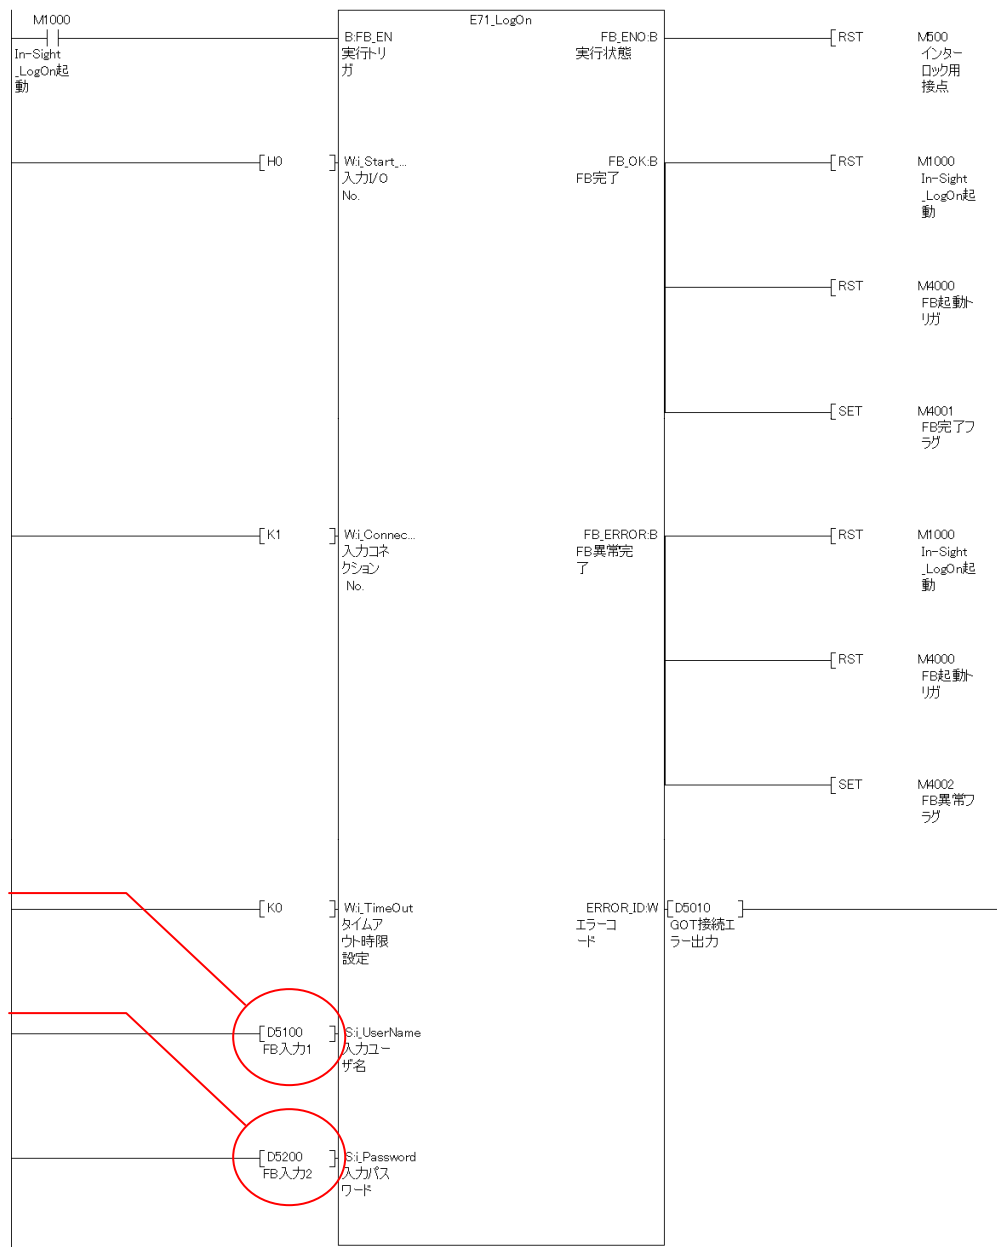 M1000
In-Sight
_LogOn起
動
E71_LogOn
B:FB_EN
実行トリ
ガ
FB_ENO:B
実行状態
RST
M500
インター
ロック用
接点
H0
W:i_Start_...
入力I/O
No.
FB_OK:B
FB完了
RST
M1000
In-Sight
_LogOn起
動
RST
M4000
FB起動ト
リガ
SET
M4001
FB完了フ
ラグ
K1
W:i_Connec...
入力コネ
クション
No.
FB_ERROR:B
FB異常完
了
RST
M1000
In-Sight
_LogOn起
動
RST
M4000
FB起動ト
リガ
SET
M4002
FB異常フ
ラグ
K0
W:i_TimeOut
タイムア
ウト時限
設定
ERROR_ID:W
エラーコ
ード
D5010
GOT接続エ
ラー出力
D5100
FB入力1
S:i_UserName
入力ユー
ザ名
D5200
FB入力2
S:i_Password
入力パス
ワード